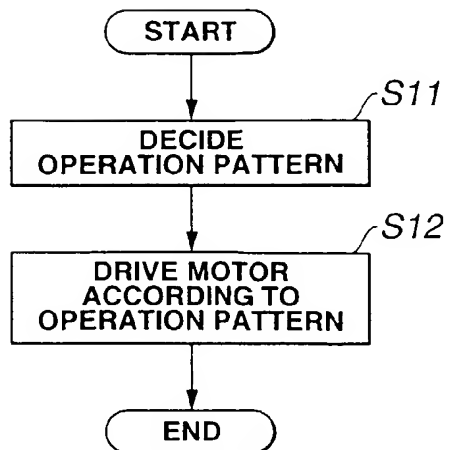 START
S11
DECIDE
OPERATION PATTERN
S12
DRIVE MOTOR
ACCORDING TO
OPERATION PATTERN
END